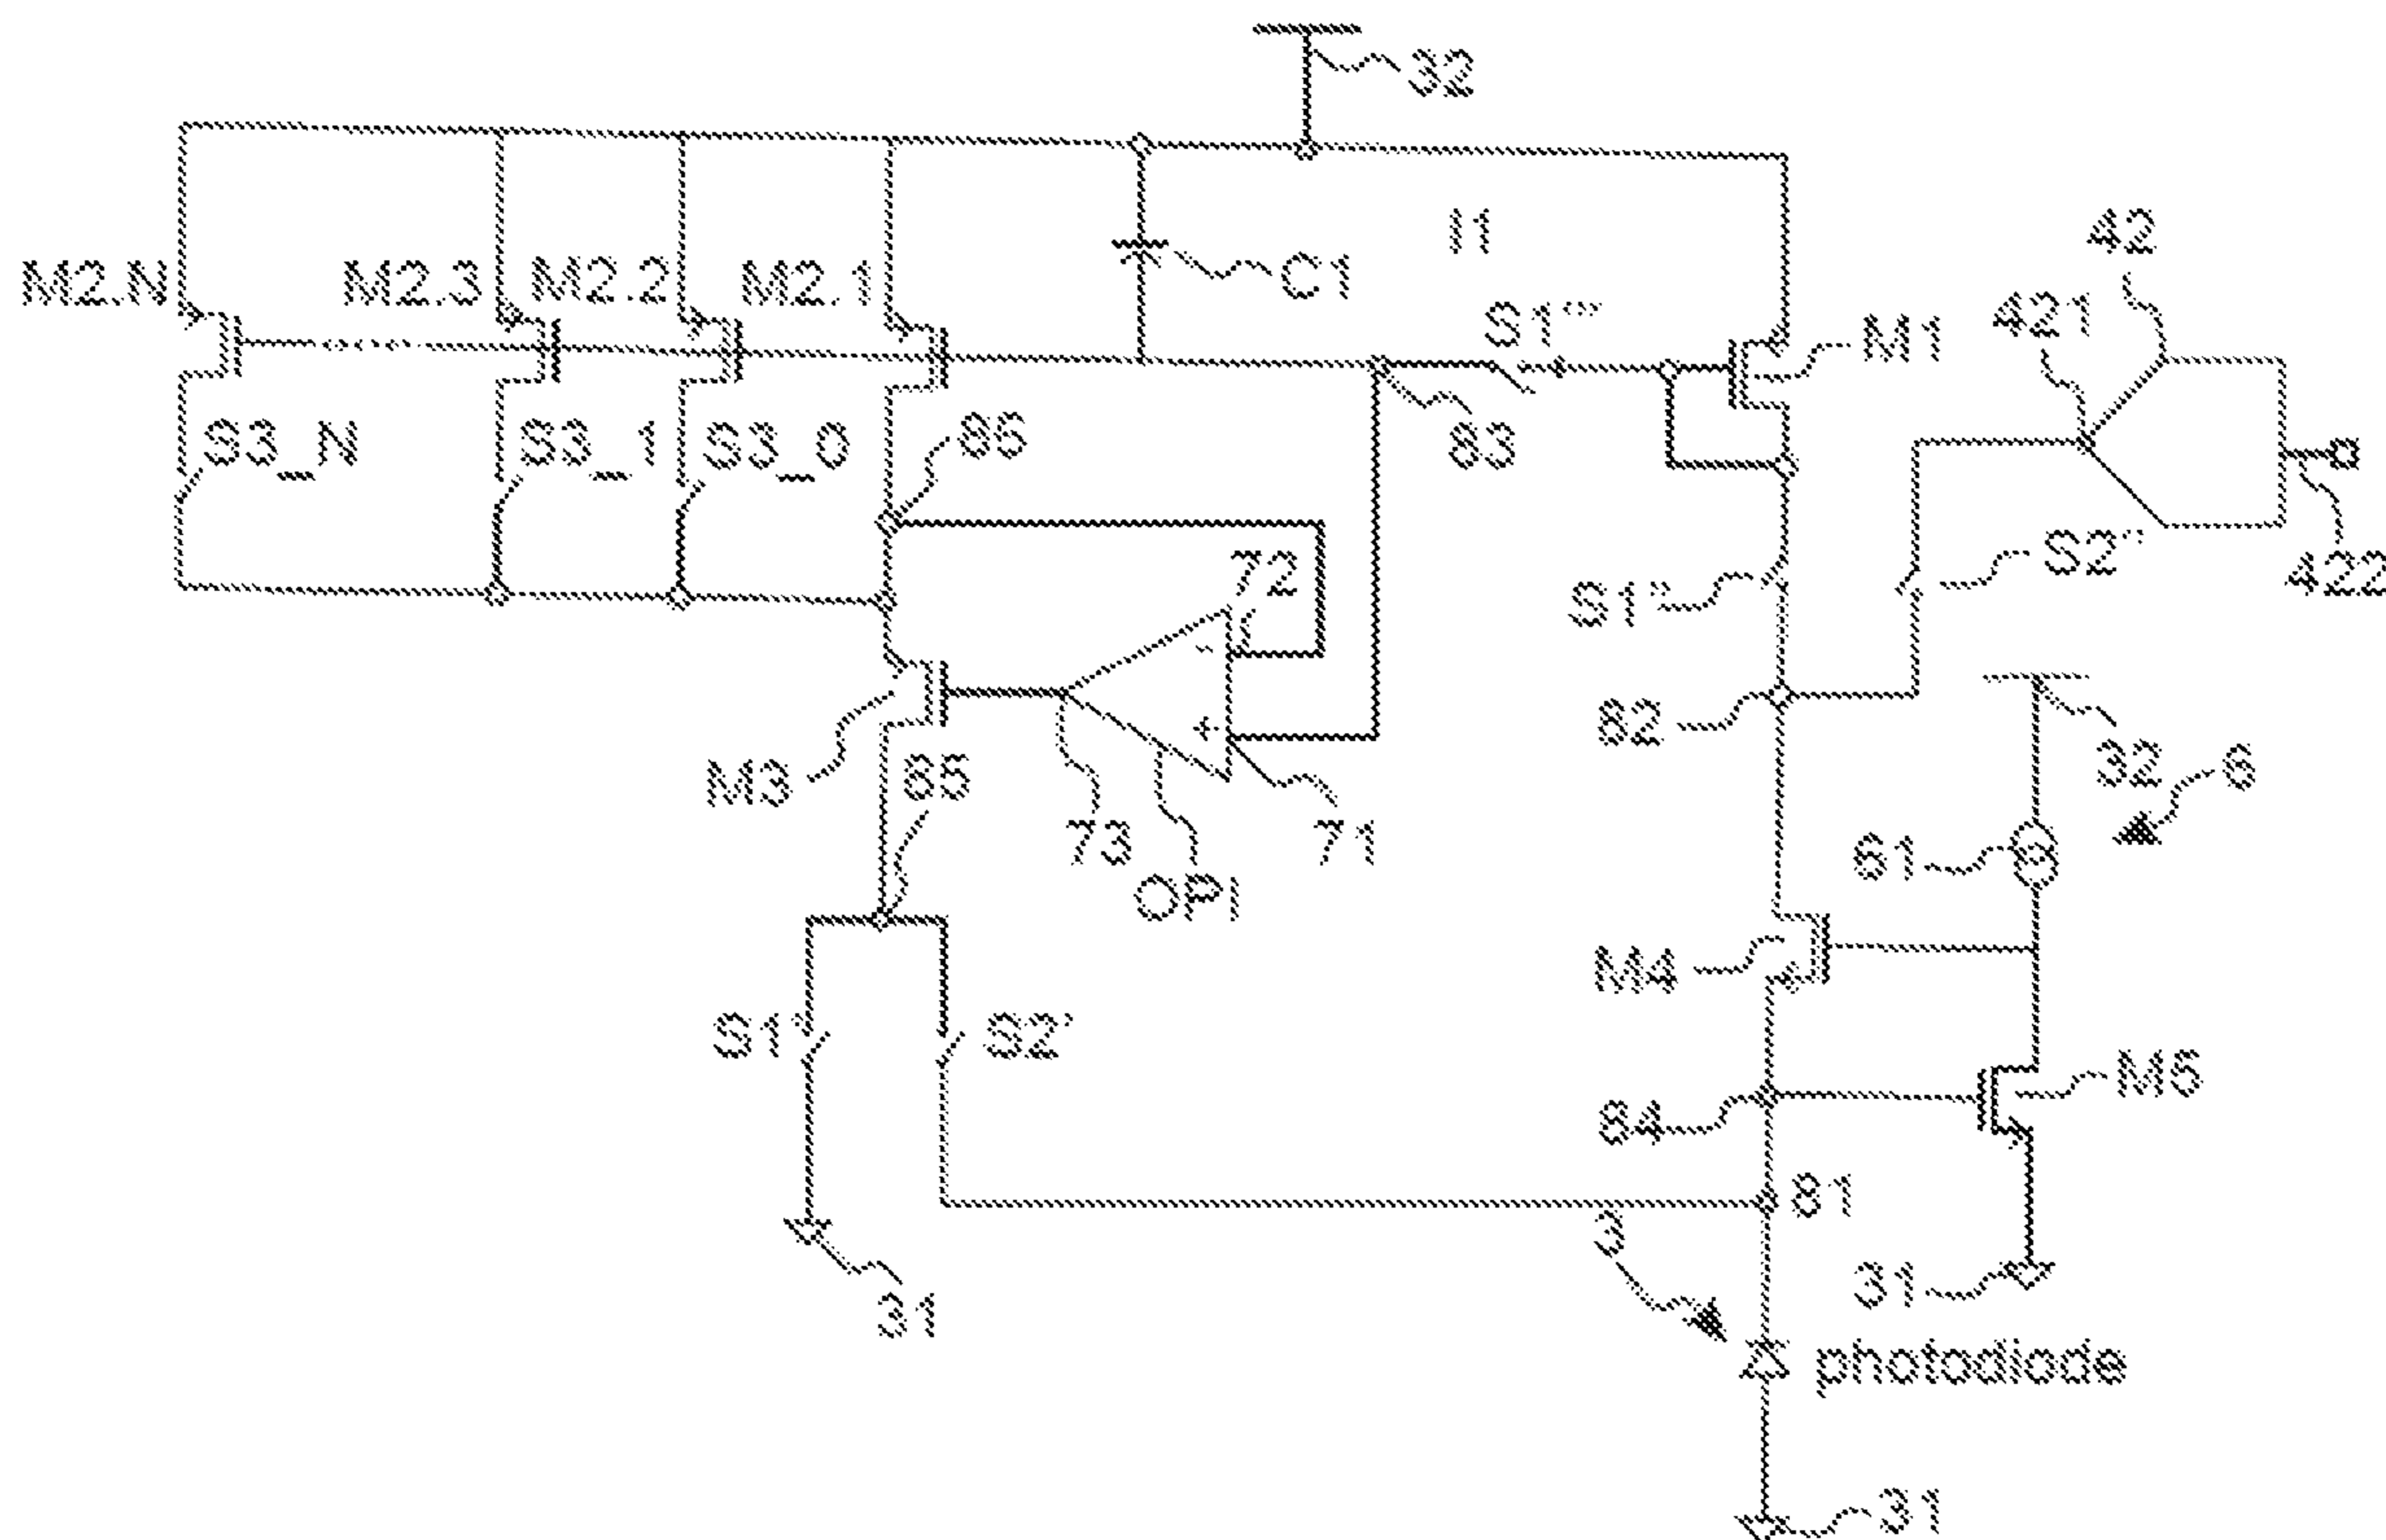 32
I1
42
M2.N
M2.3
M2.2
M2.1
C1
421
S1'''
M1
S3_N
S3_1
S3_0
83
422
72
-
S1"
S2"
82
+
M3
73
OPI
71
32
6
61
M4
S1'
S2'
M5
84
81
3
31
31
photodiode
31